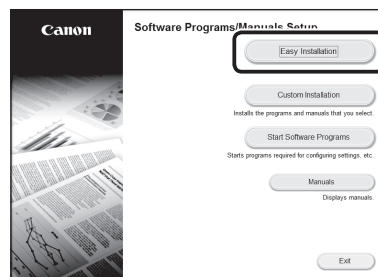 Canon
Software Programs/Manuals Setup
Easy Installation
Custom Installation
Installs the programs and manuals that you select.
Start Software Programs
Starts programs required for configuring settings, etc.
Manuals
Displays manuals.
Exit